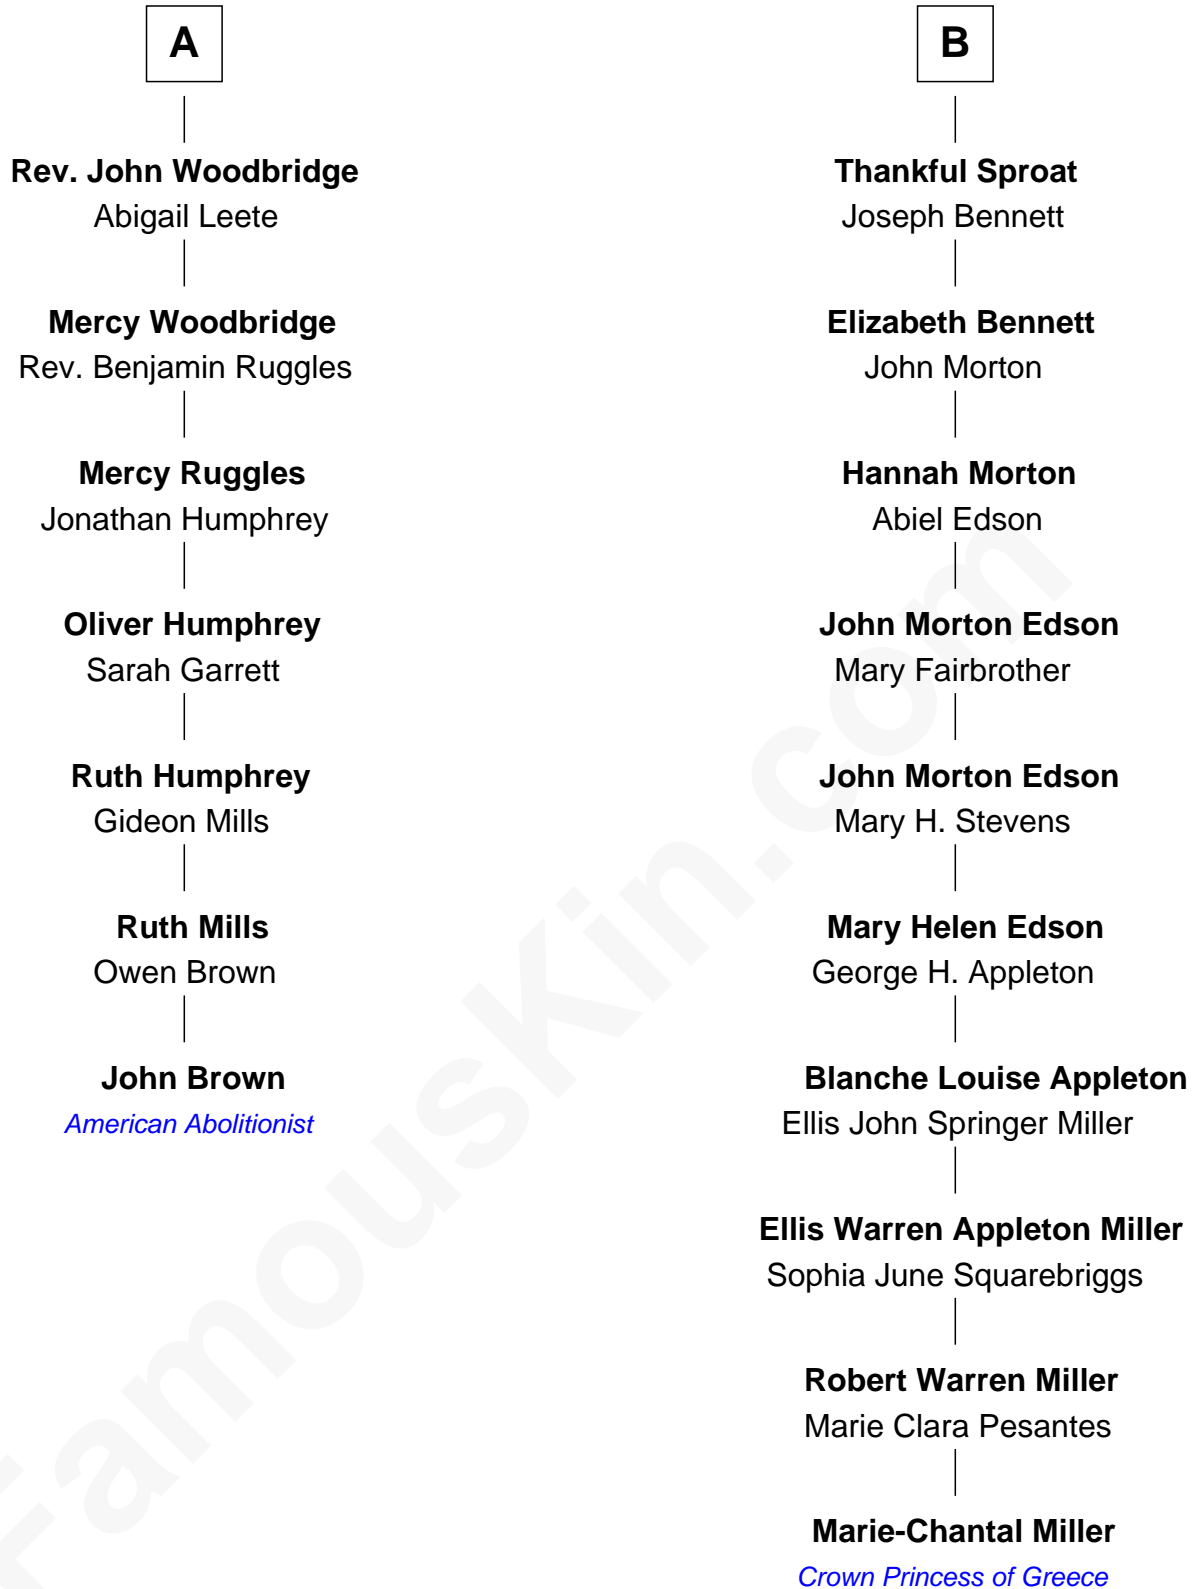 A
Rev. John Woodbridge
Abigail Leete
Mercy Woodbridge
Rev. Benjamin Ruggles
Mercy Ruggles
Jonathan Humphrey
Oliver Humphrey
Sarah Garrett
Ruth Humphrey
Gideon Mills
Ruth Mills
Owen Brown
John Brown
American Abolitionist
B
Thankful Sproat
Joseph Bennett
Elizabeth Bennett
John Morton
Hannah Morton
Abiel Edson
John Morton Edson
Mary Fairbrother
John Morton Edson
Mary H. Stevens
Mary Helen Edson
George H. Appleton
Blanche Louise Appleton
Ellis John Springer Miller
Ellis Warren Appleton Miller
Sophia June Squarebriggs
Robert Warren Miller
Marie Clara Pesantes
Marie-Chantal Miller
Crown Princess of Greece
FamousKin.com